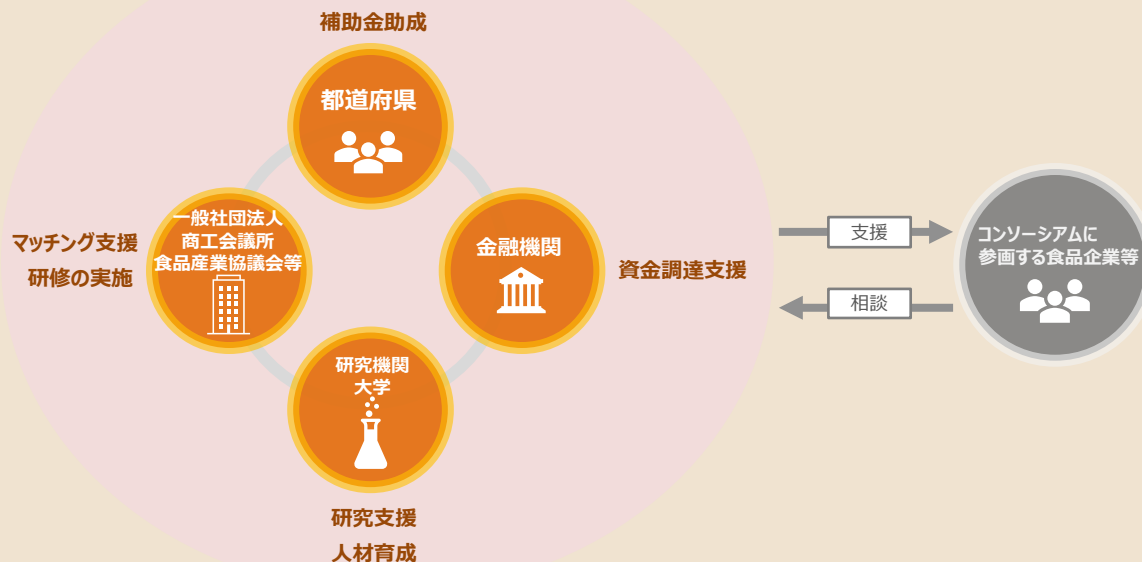 補助金助成
都道府県
一般社団法人
商工会議所
食品産業協議会等
マッチング支援
研修の実施
金融機関
資金調達支援
研究機関
大学
研究支援
人材育成
支援
相談
コンソーシアムに
参画する食品企業等